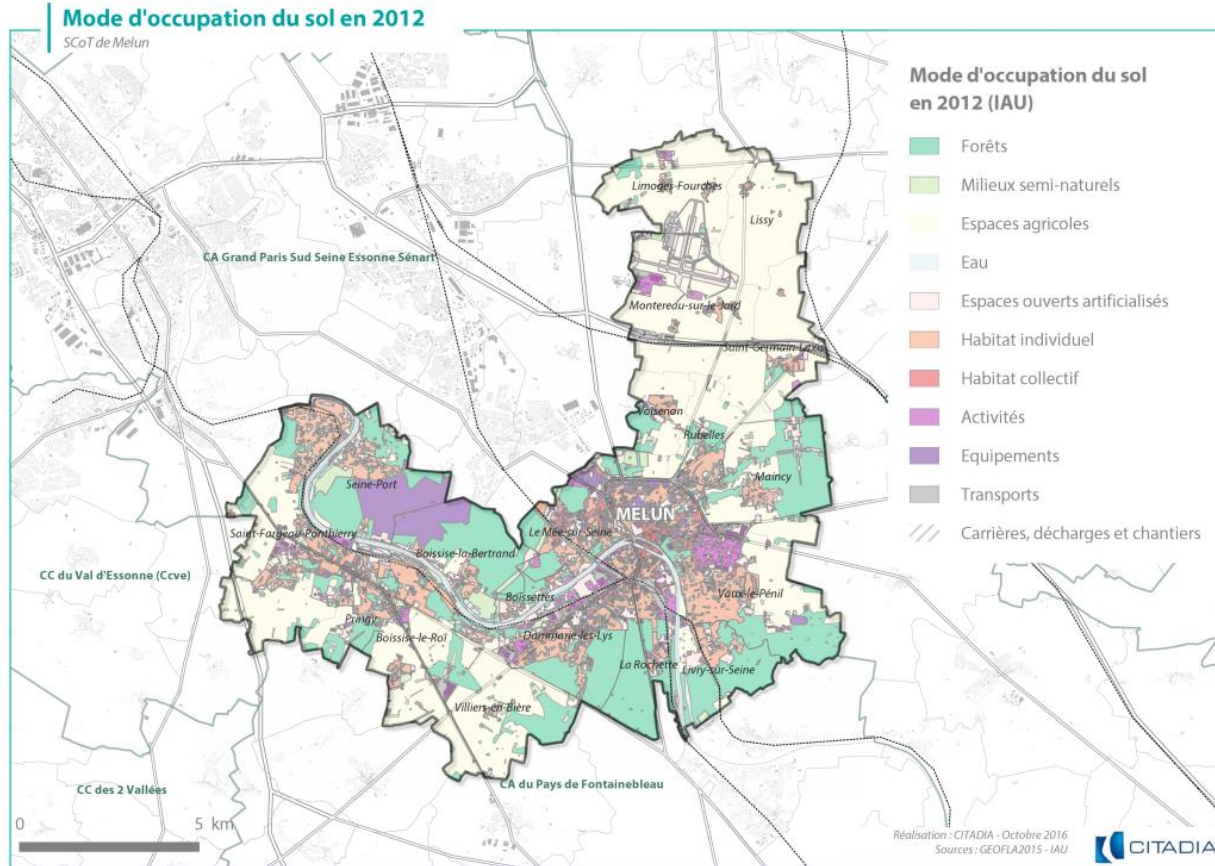 Mode d'occupation du sol en 2012
SCoT de Melun
Mode d'occupation du sol
en 2012 (IAU)
Forêts
Milieux semi-naturels
Espaces agricoles
Eau
Espaces ouverts artificialisés
Habitat individuel
Habitat collectif
Activités
Equipements
Transports
Carrières, décharges et chantiers
Limoges-Fourches
Lissy
CA Grand Paris Sud Seine Essonne Sénart
Montereau-sur-le-Jard
Saint-Germain-Laxis
Voisenon
Rubelles
Maincy
Seine-Port
MELUN
Le Mée-sur-Seine
Saint-Fargeau-Ponthierry
Boissise-la-Bertrand
CC du Val d'Essonne (Ccve)
Boissettes
Vaux-le-Pénil
Pringy
Boissise-le-Roi
Dammarie-les-Lys
La Rochette
Livry-sur-Seine
Villiers-en-Bière
CC des 2 Vallées
CA du Pays de Fontainebleau
0 5 km
Réalisation : CITADIA - Octobre 2016
Sources : GEOFLA2015 - IAU
CITADIA